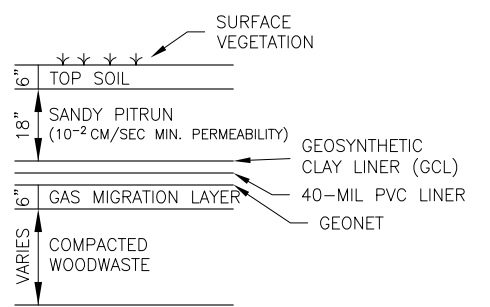 SURFACE
VEGETATION
6"
TOP SOIL
18"
SANDY PITRUN
(10⁻² CM/SEC MIN. PERMEABILITY)
GEOSYNTHETIC
CLAY LINER (GCL)
40-MIL PVC LINER
6"
GAS MIGRATION LAYER
GEONET
VARIES
COMPACTED
WOODWASTE